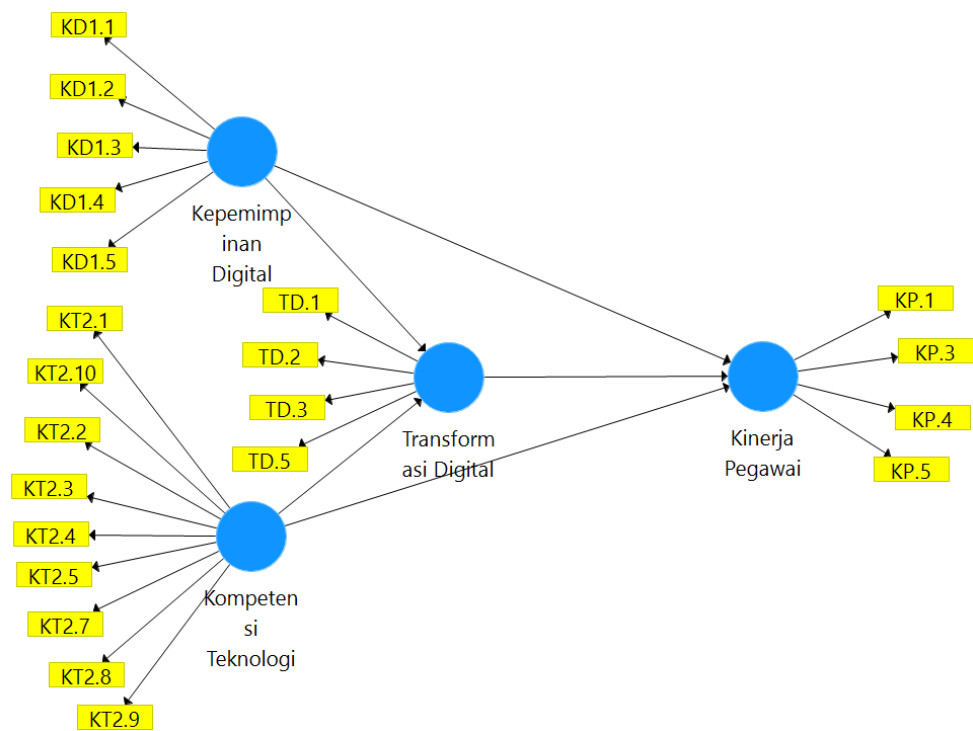 KD1.1
KD1.2
KD1.3
KD1.4
KD1.5
Kepemimp
inan
Digital
TD.1
TD.2
TD.3
TD.5
Transform
asi Digital
KT2.1
KT2.10
KT2.2
KT2.3
KT2.4
KT2.5
KT2.7
KT2.8
KT2.9
Kompeten
si
Teknologi
KP.1
KP.3
KP.4
KP.5
Kinerja
Pegawai